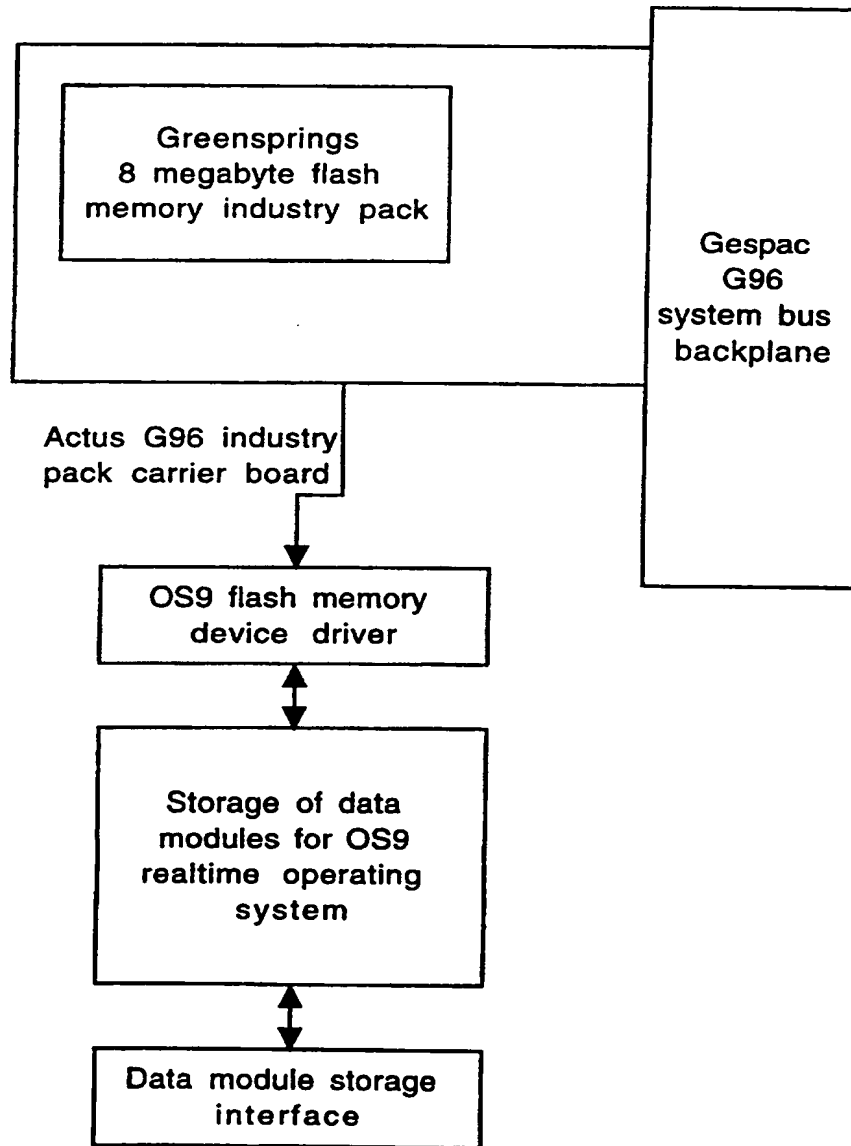 Greensprings
8 megabyte flash
memory industry pack
Gespac
G96
system bus
backplane
Actus G96 industry
pack carrier board
OS9 flash memory
device driver
Storage of data
modules for OS9
realtime operating
system
Data module storage
interface